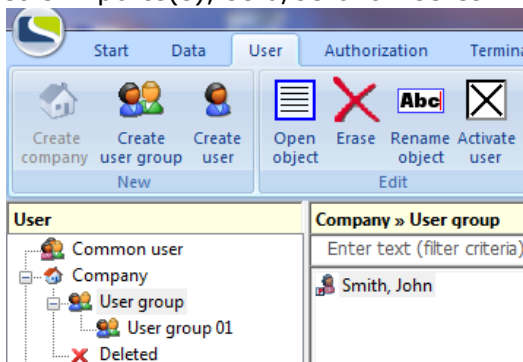 Start Data User Authorization
Create company Create user group Create user Open object Erase Abc Rename object Activate user
New Edit
User Company » User group
Common user Enter text (filter criteria)
Company Smith, John
User group
User group 01
Deleted